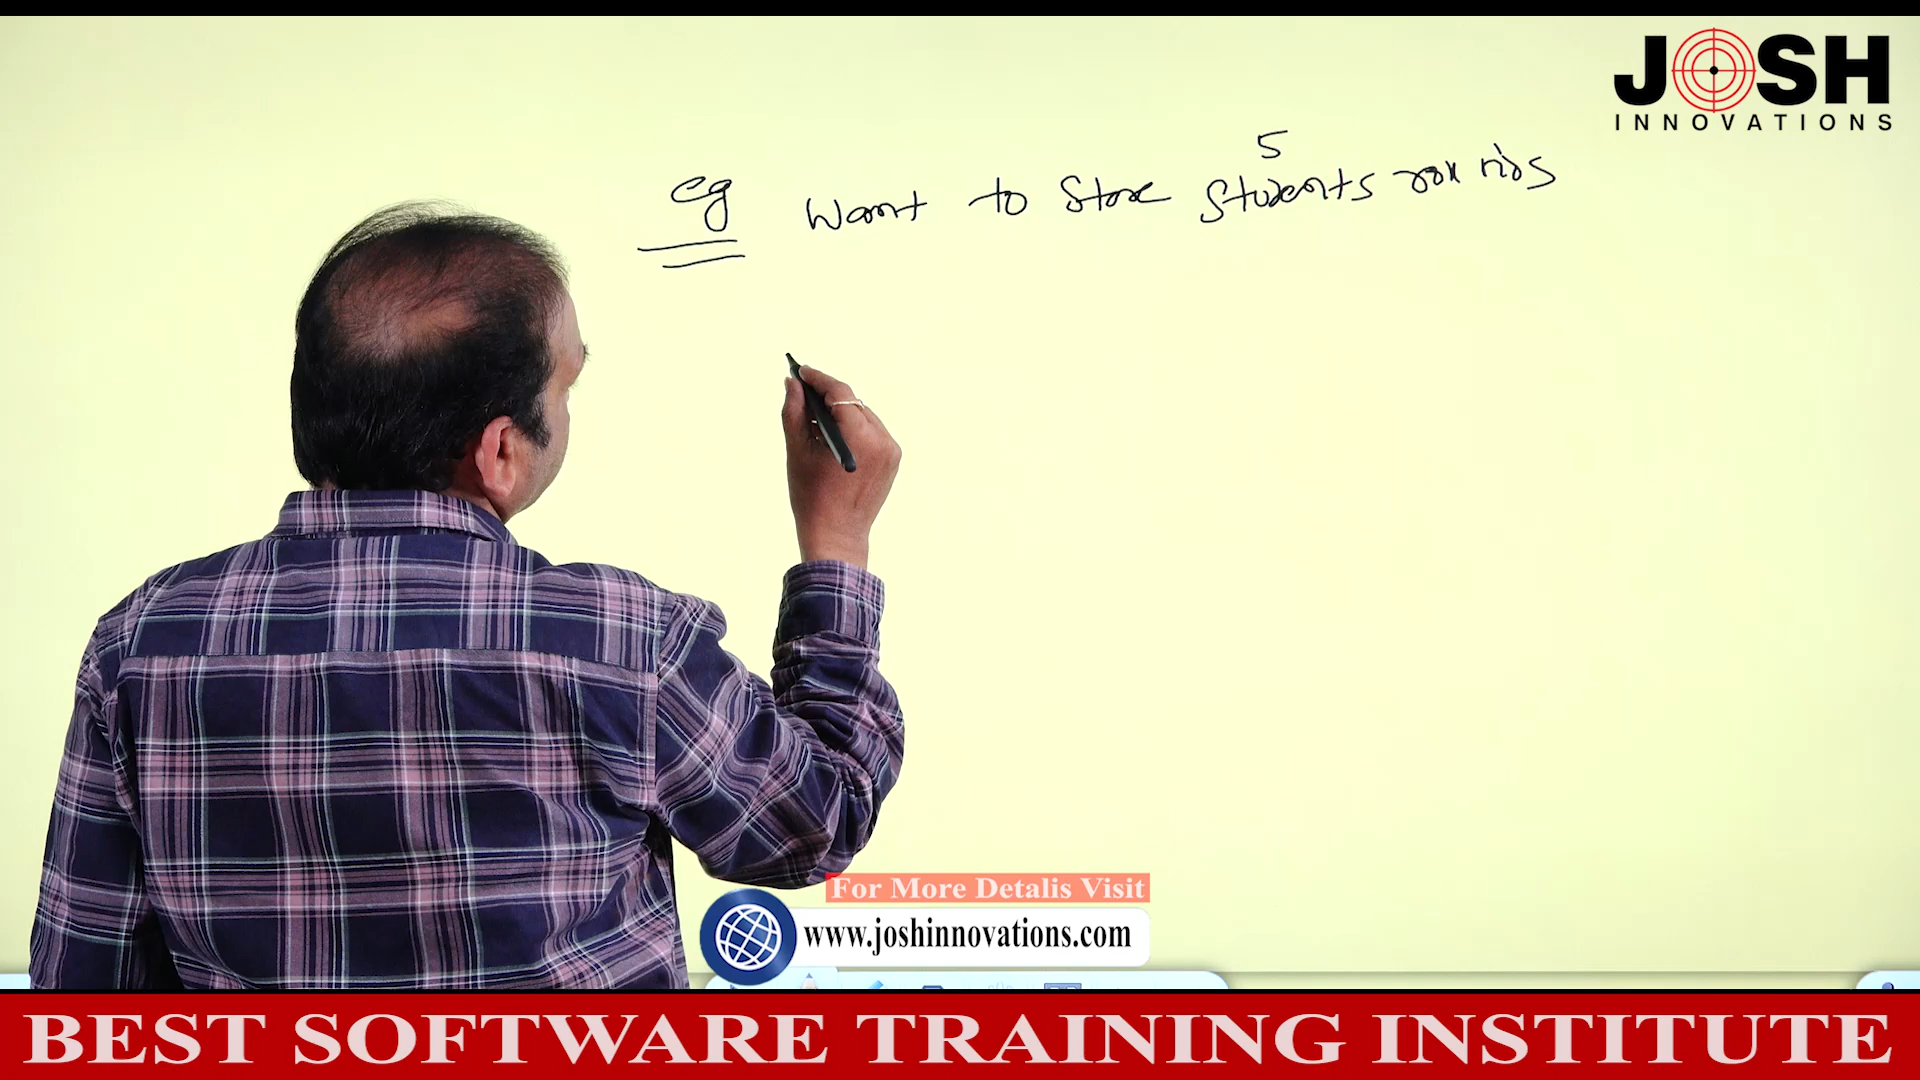 JOSH
INNOVATIONS
5
eg Want to Store Students roll nos
For More Detalis Visit
www.joshinnovations.com
BEST SOFTWARE TRAINING INSTITUTE